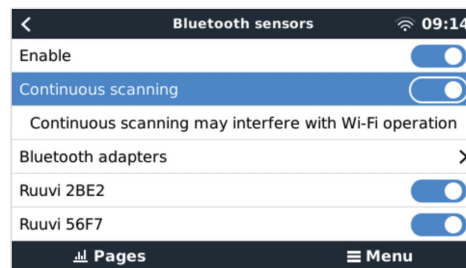 Bluetooth sensors 09:14
Enable
Continuous scanning
Continuous scanning may interfere with Wi-Fi operation
Bluetooth adapters
Ruuvi 2BE2
Ruuvi 56F7
Pages Menu